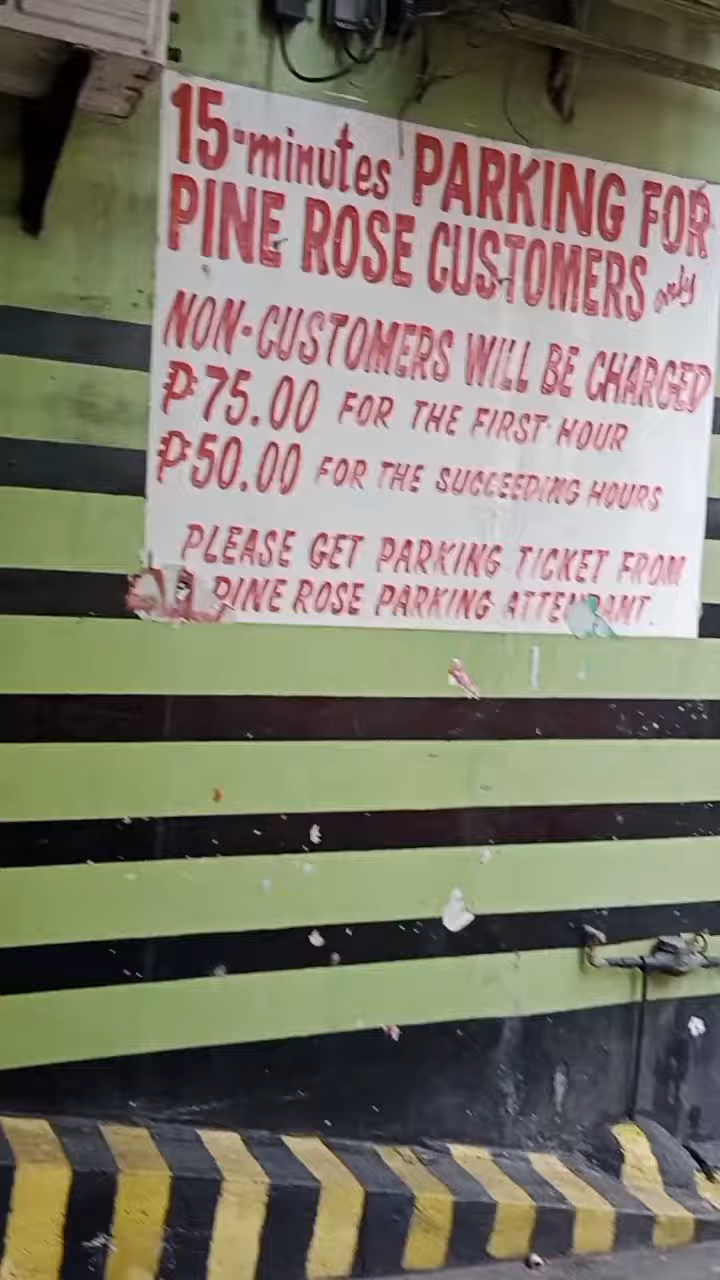 15-minutes PARKING FOR
PINE ROSE CUSTOMERS only
NON-CUSTOMERS WILL BE CHARGED
₱75.00 FOR THE FIRST HOUR
₱50.00 FOR THE SUCCEEDING HOURS
PLEASE GET PARKING TICKET FROM
PINE ROSE PARKING ATTENDANT.